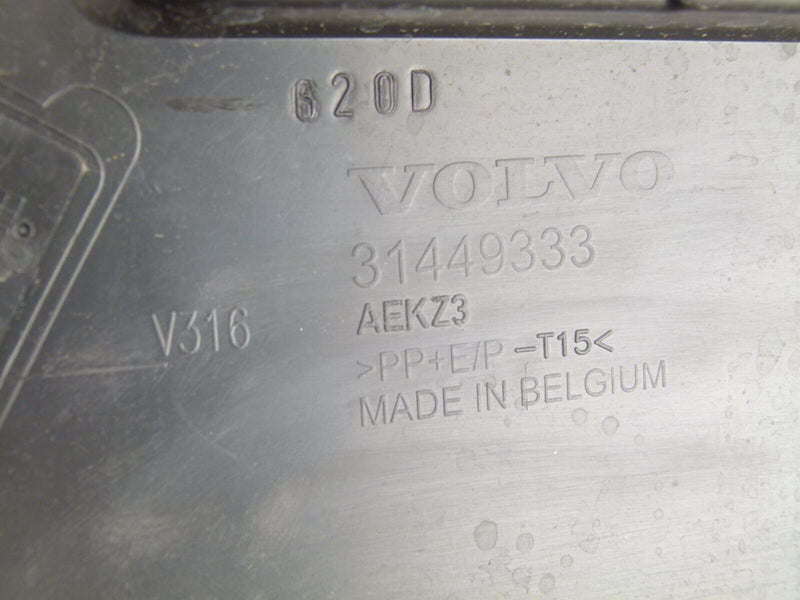 620D
VOLVO
31449333
AEKZ3
V316
>PP+E/P-T15<
MADE IN BELGIUM